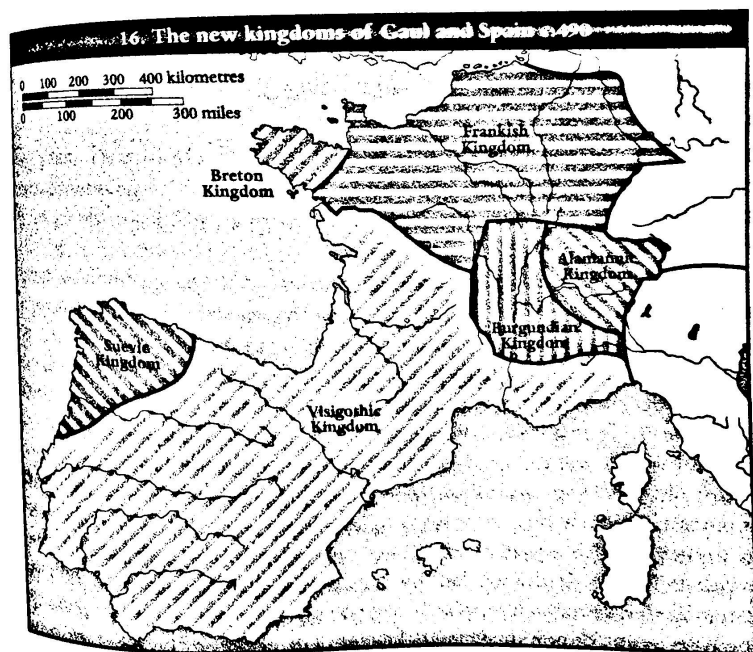 16. The new kingdoms of Gaul and Spain c.490
0 100 200 300 400 kilometres
0 100 200 300 miles
Frankish
Kingdom
Breton
Kingdom
Alamannic
Kingdom
Burgundian
Kingdom
Suevic
Kingdom
Visigothic
Kingdom